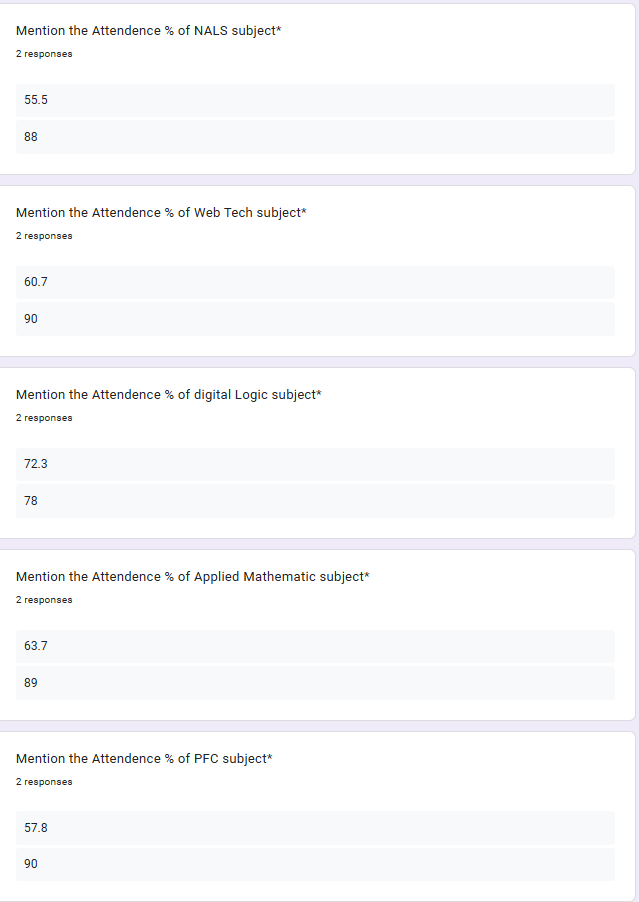 Mention the Attendence % of NALS subject*
2 responses
55.5
88
Mention the Attendence % of Web Tech subject*
2 responses
60.7
90
Mention the Attendence % of digital Logic subject*
2 responses
72.3
78
Mention the Attendence % of Applied Mathematic subject*
2 responses
63.7
89
Mention the Attendence % of PFC subject*
2 responses
57.8
90